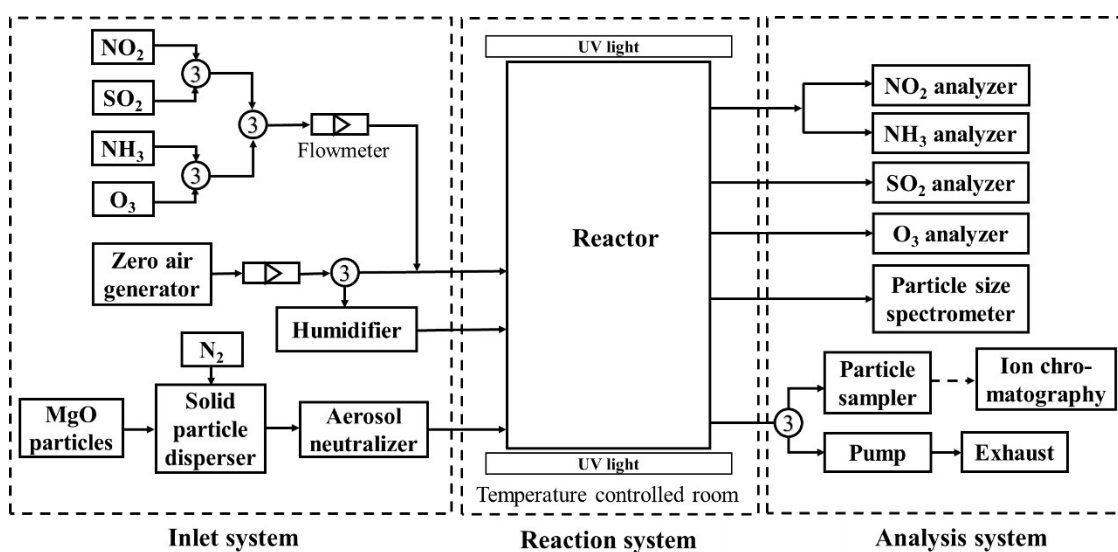 NO₂
SO₂
NH₃
O₃
3
3
3
Flowmeter
Zero air
generator
3
Humidifier
N₂
MgO
particles
Solid
particle
disperser
Aerosol
neutralizer
Inlet system
UV light
Reactor
UV light
Temperature controlled room
Reaction system
NO₂ analyzer
NH₃ analyzer
SO₂ analyzer
O₃ analyzer
Particle size
spectrometer
3
Particle
sampler
Ion chro-
matography
Pump
Exhaust
Analysis system